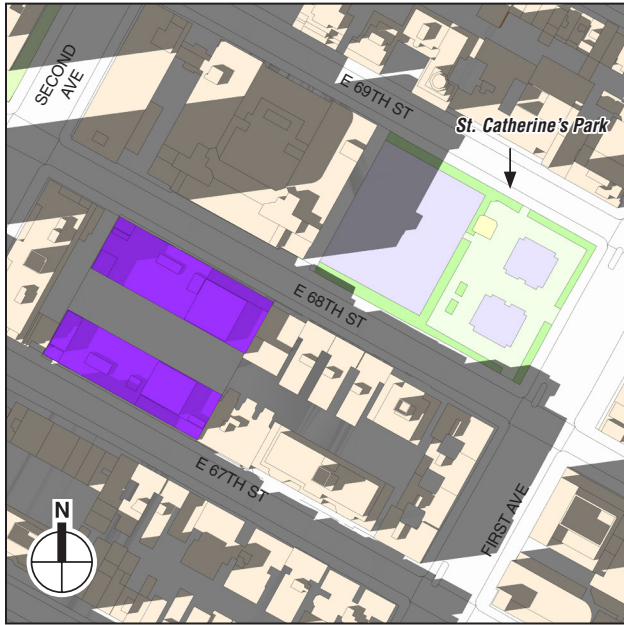 SECOND
AVE
E 69TH ST
St. Catherine's Park
E 68TH ST
E 67TH ST
FIRST AVE
N